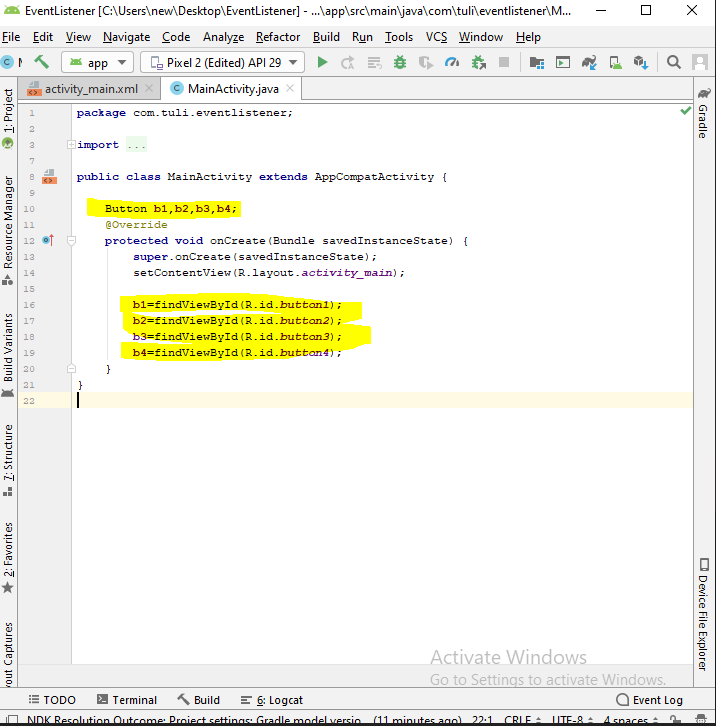 EventListener [C:\Users\new\Desktop\EventListener] - ...\app\src\main\java\com\tuli\eventlistener\M...
File Edit View Navigate Code Analyze Refactor Build Run Tools VCS Window Help
app Pixel 2 (Edited) API 29
activity_main.xml MainActivity.java
1: Project
Resource Manager
Build Variants
7: Structure
2: Favorites
yout Captures
1 package com.tuli.eventlistener;
2
3 import ...
7
8 public class MainActivity extends AppCompatActivity {
9
10 Button b1,b2,b3,b4;
11 @Override
12 protected void onCreate(Bundle savedInstanceState) {
13 super.onCreate(savedInstanceState);
14 setContentView(R.layout.activity_main);
15
16 b1=findViewById(R.id.button1);
17 b2=findViewById(R.id.button2);
18 b3=findViewById(R.id.button3);
19 b4=findViewById(R.id.button4);
20 }
21 }
22
Gradle
Device File Explorer
Activate Windows
Go to Settings to activate Windows.
TODO Terminal Build 6: Logcat Event Log
NDK Resolution Outcome: Project settings: Gradle model versio... (11 minutes ago) 22:1 CRLF UTF-8 4 spaces